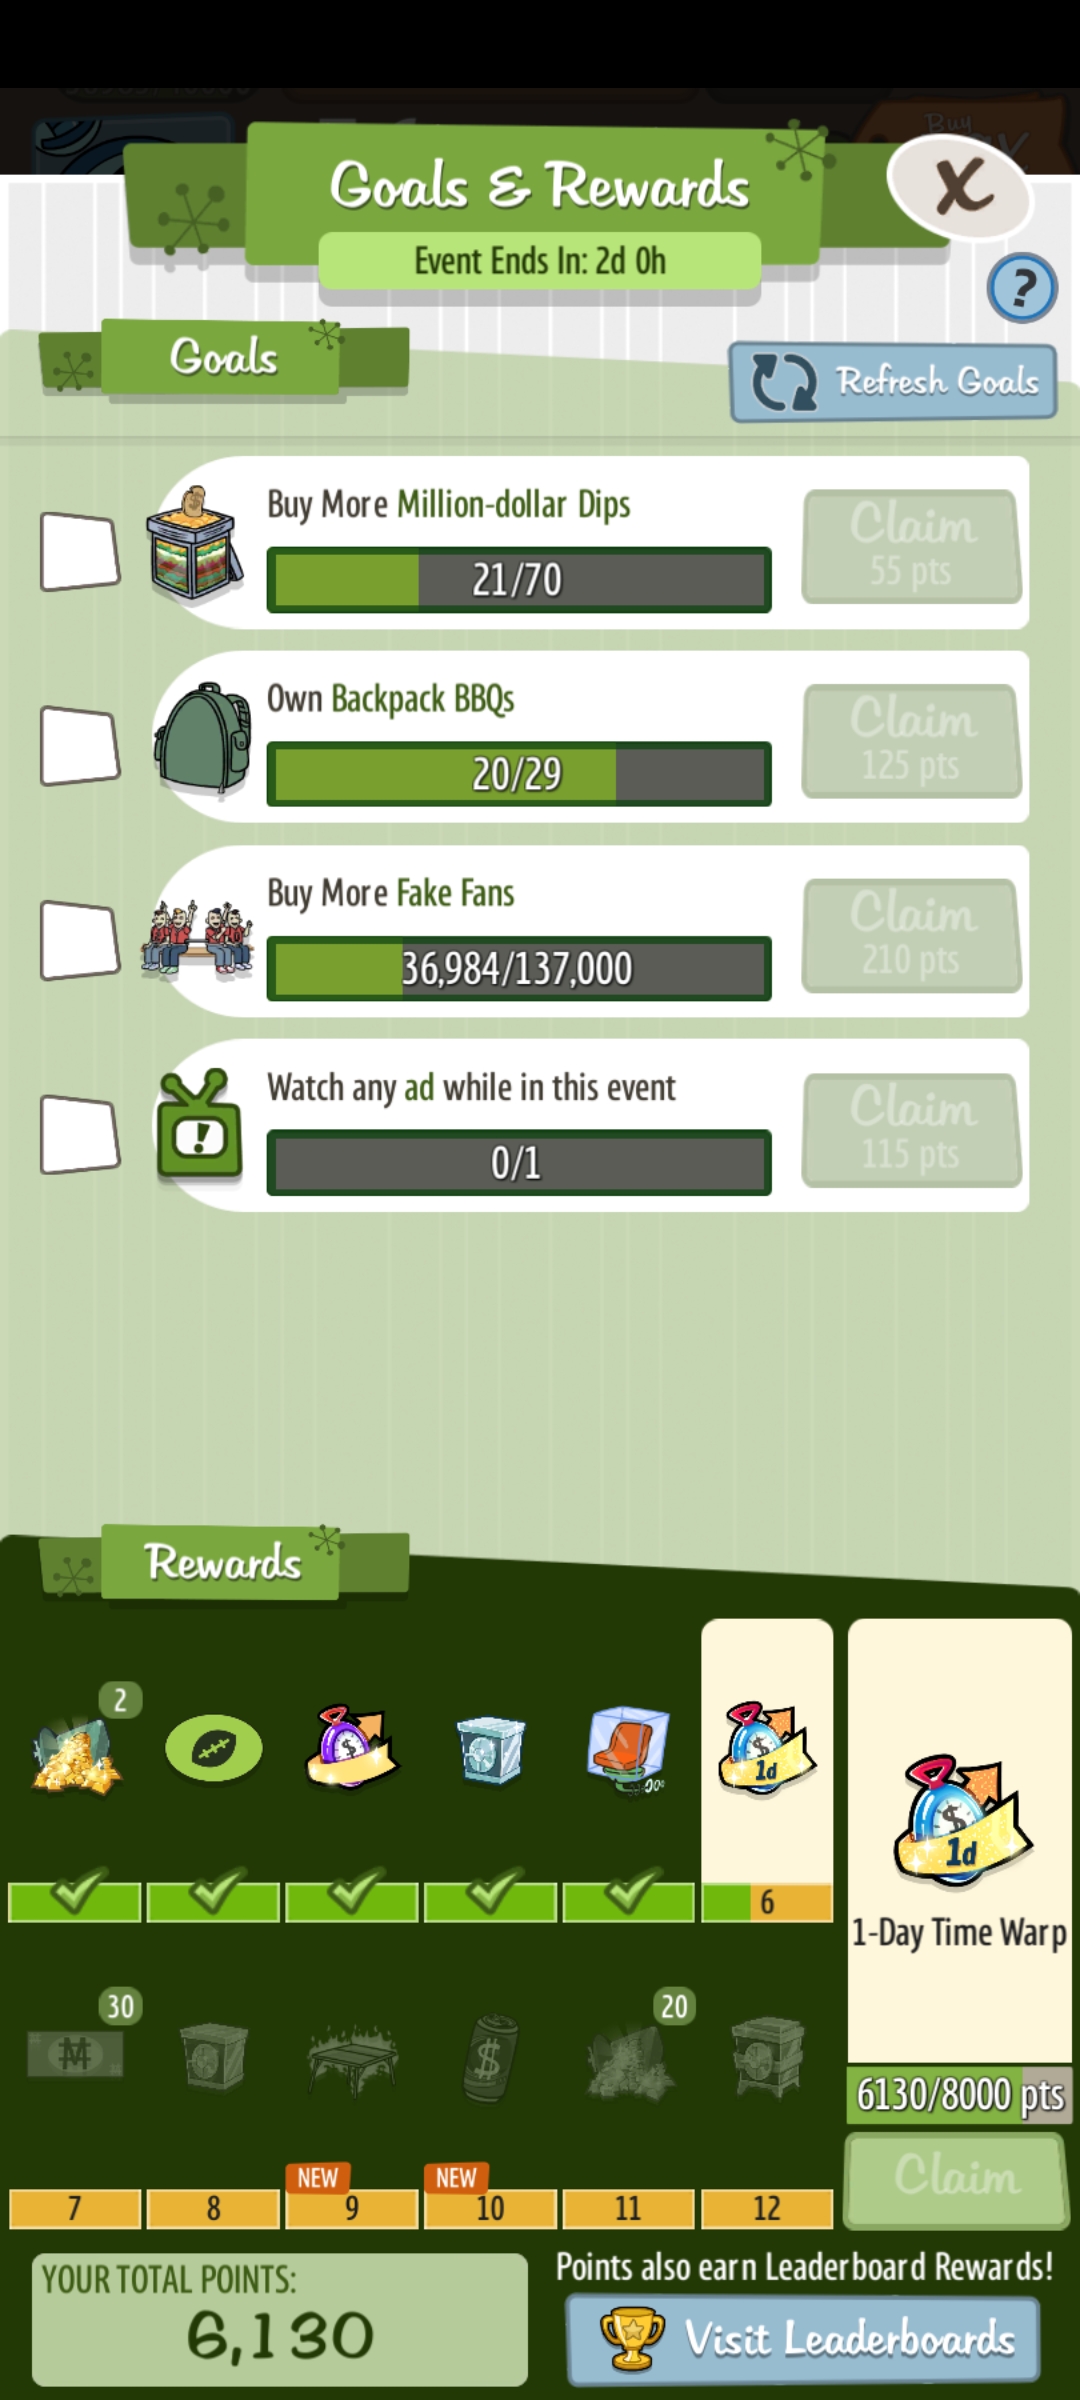 Buy
Goals & Rewards
X
Event Ends In: 2d 0h
?
Goals
Refresh Goals
Buy More Million-dollar Dips
21/70
Claim
55 pts
Own Backpack BBQs
20/29
Claim
125 pts
Buy More Fake Fans
36,984/137,000
Claim
210 pts
Watch any ad while in this event
0/1
Claim
115 pts
Rewards
2
1d
6
1d
1-Day Time Warp
30
20
6130/8000 pts
Claim
NEW
NEW
7
8
9
10
11
12
YOUR TOTAL POINTS:
6,130
Points also earn Leaderboard Rewards!
Visit Leaderboards